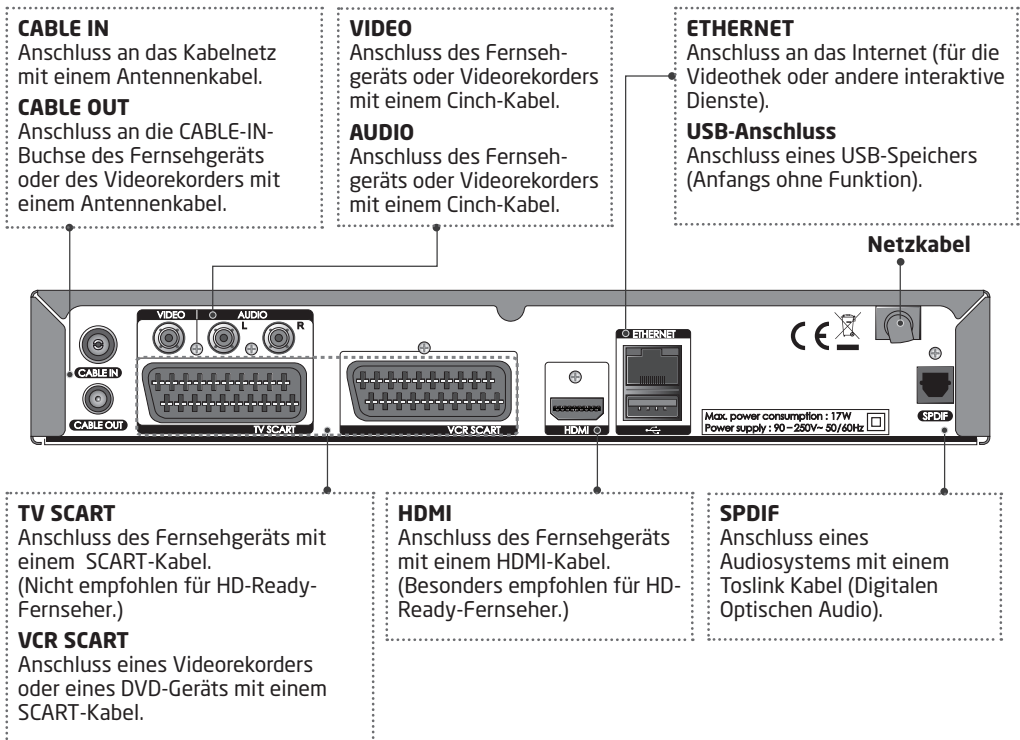 CABLE IN
Anschluss an das Kabelnetz
mit einem Antennenkabel.
CABLE OUT
Anschluss an die CABLE-IN-
Buchse des Fernsehgeräts
oder des Videorekorders mit
einem Antennenkabel.
VIDEO
Anschluss des Fernseh-
geräts oder Videorekorders
mit einem Cinch-Kabel.
AUDIO
Anschluss des Fernseh-
geräts oder Videorekorders
mit einem Cinch-Kabel.
ETHERNET
Anschluss an das Internet (für die
Videothek oder andere interaktive
Dienste).
USB-Anschluss
Anschluss eines USB-Speichers
(Anfangs ohne Funktion).
Netzkabel
VIDEO
AUDIO
L
R
CABLE IN
CABLE OUT
TV SCART
VCR SCART
HDMI
ETHERNET
CE
Max. power consumption : 17W
Power supply : 90 – 250V~ 50/60Hz
SPDIF
TV SCART
Anschluss des Fernsehgeräts mit
einem SCART-Kabel.
(Nicht empfohlen für HD-Ready-
Fernseher.)
VCR SCART
Anschluss eines Videorekorders
oder eines DVD-Geräts mit einem
SCART-Kabel.
HDMI
Anschluss des Fernsehgeräts
mit einem HDMI-Kabel.
(Besonders empfohlen für HD-
Ready-Fernseher.)
SPDIF
Anschluss eines
Audiosystems mit einem
Toslink Kabel (Digitalen
Optischen Audio).